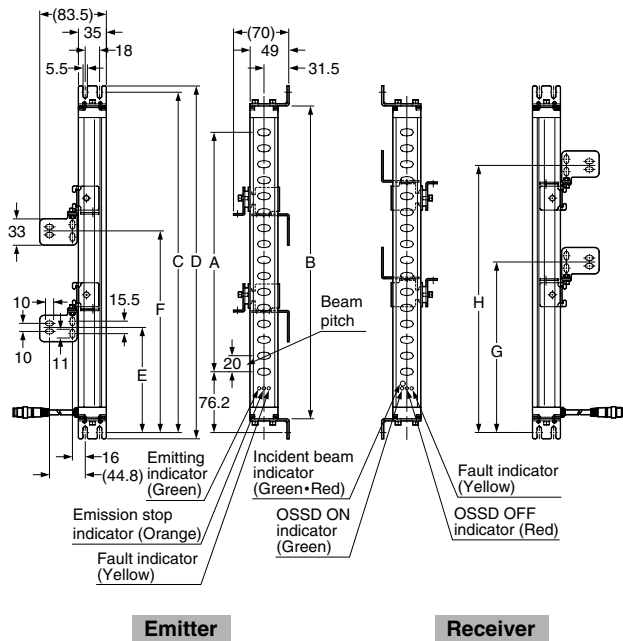 (83.5)
35
18
5.5
(70)
49
31.5
33
10
10
11
15.5
C
D
F
E
A
B
Beam
pitch
20
76.2
H
G
16
(44.8)
Emitting
indicator
(Green)
Emission stop
indicator (Orange)
Fault indicator
(Yellow)
Incident beam
indicator
(Green•Red)
OSSD ON
indicator
(Green)
Fault indicator
(Yellow)
OSSD OFF
indicator (Red)
Emitter
Receiver